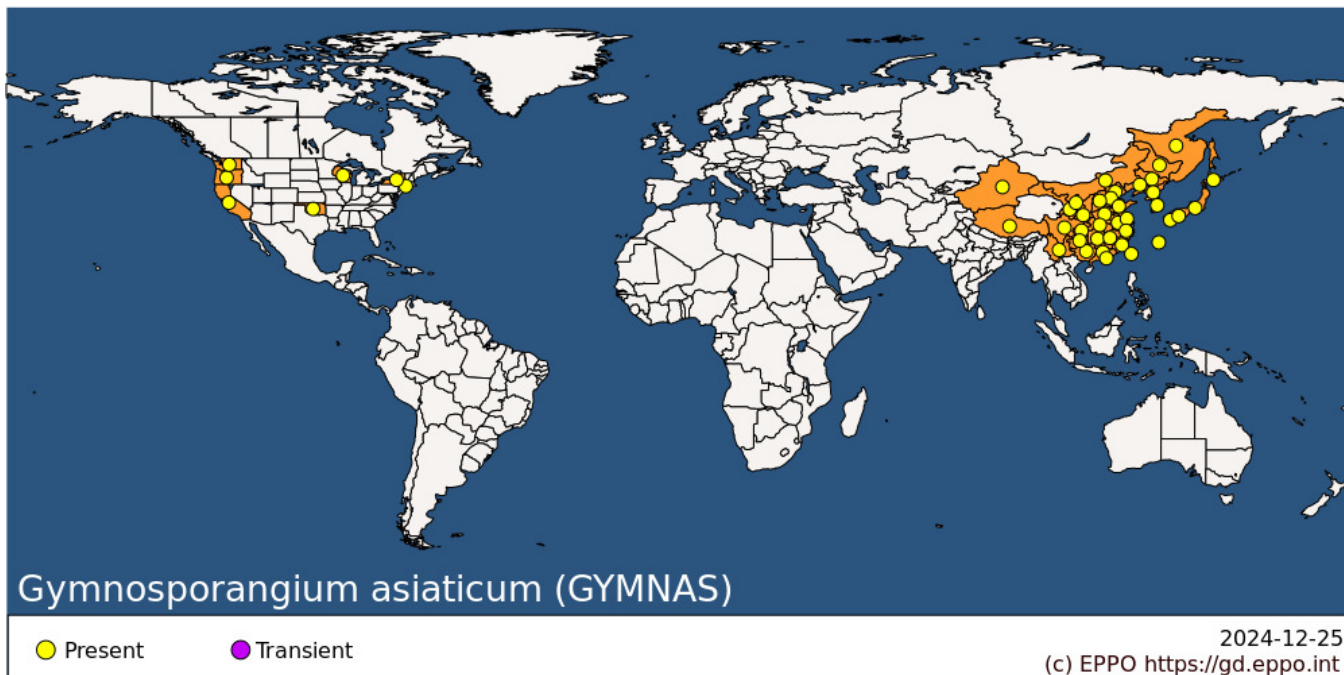 Gymnosporangium asiaticum (GYMNAS)
Present
Transient
2024-12-25
(c) EPPO https://gd.eppo.int